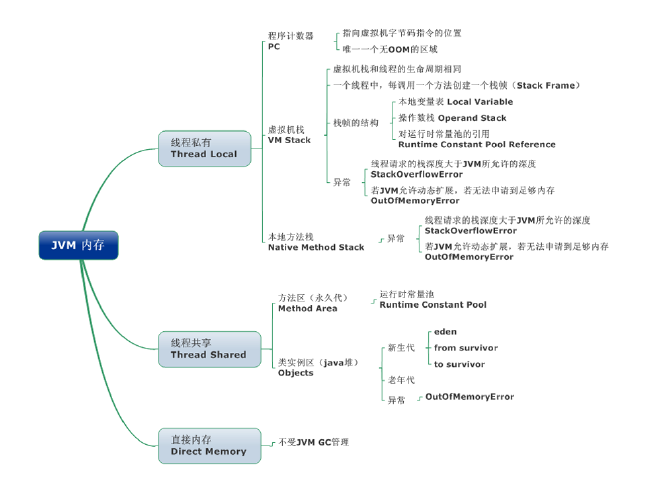 JVM 内存
线程私有
Thread Local
程序计数器
PC
指向虚拟机字节码指令的位置
唯一一个无OOM的区域
虚拟机栈
VM Stack
虚拟机栈和线程的生命周期相同
一个线程中，每调用一个方法创建一个栈帧（Stack Frame）
栈帧的结构
本地变量表 Local Variable
操作数栈 Operand Stack
对运行时常量池的引用
Runtime Constant Pool Reference
异常
线程请求的栈深度大于JVM所允许的深度
StackOverflowError
若JVM允许动态扩展，若无法申请到足够内存
OutOfMemoryError
本地方法栈
Native Method Stack
异常
线程请求的栈深度大于JVM所允许的深度
StackOverflowError
若JVM允许动态扩展，若无法申请到足够内存
OutOfMemoryError
线程共享
Thread Shared
方法区（永久代）
Method Area
运行时常量池
Runtime Constant Pool
类实例区（java堆）
Objects
新生代
eden
from survivor
to survivor
老年代
异常
OutOfMemoryError
直接内存
Direct Memory
不受JVM GC管理